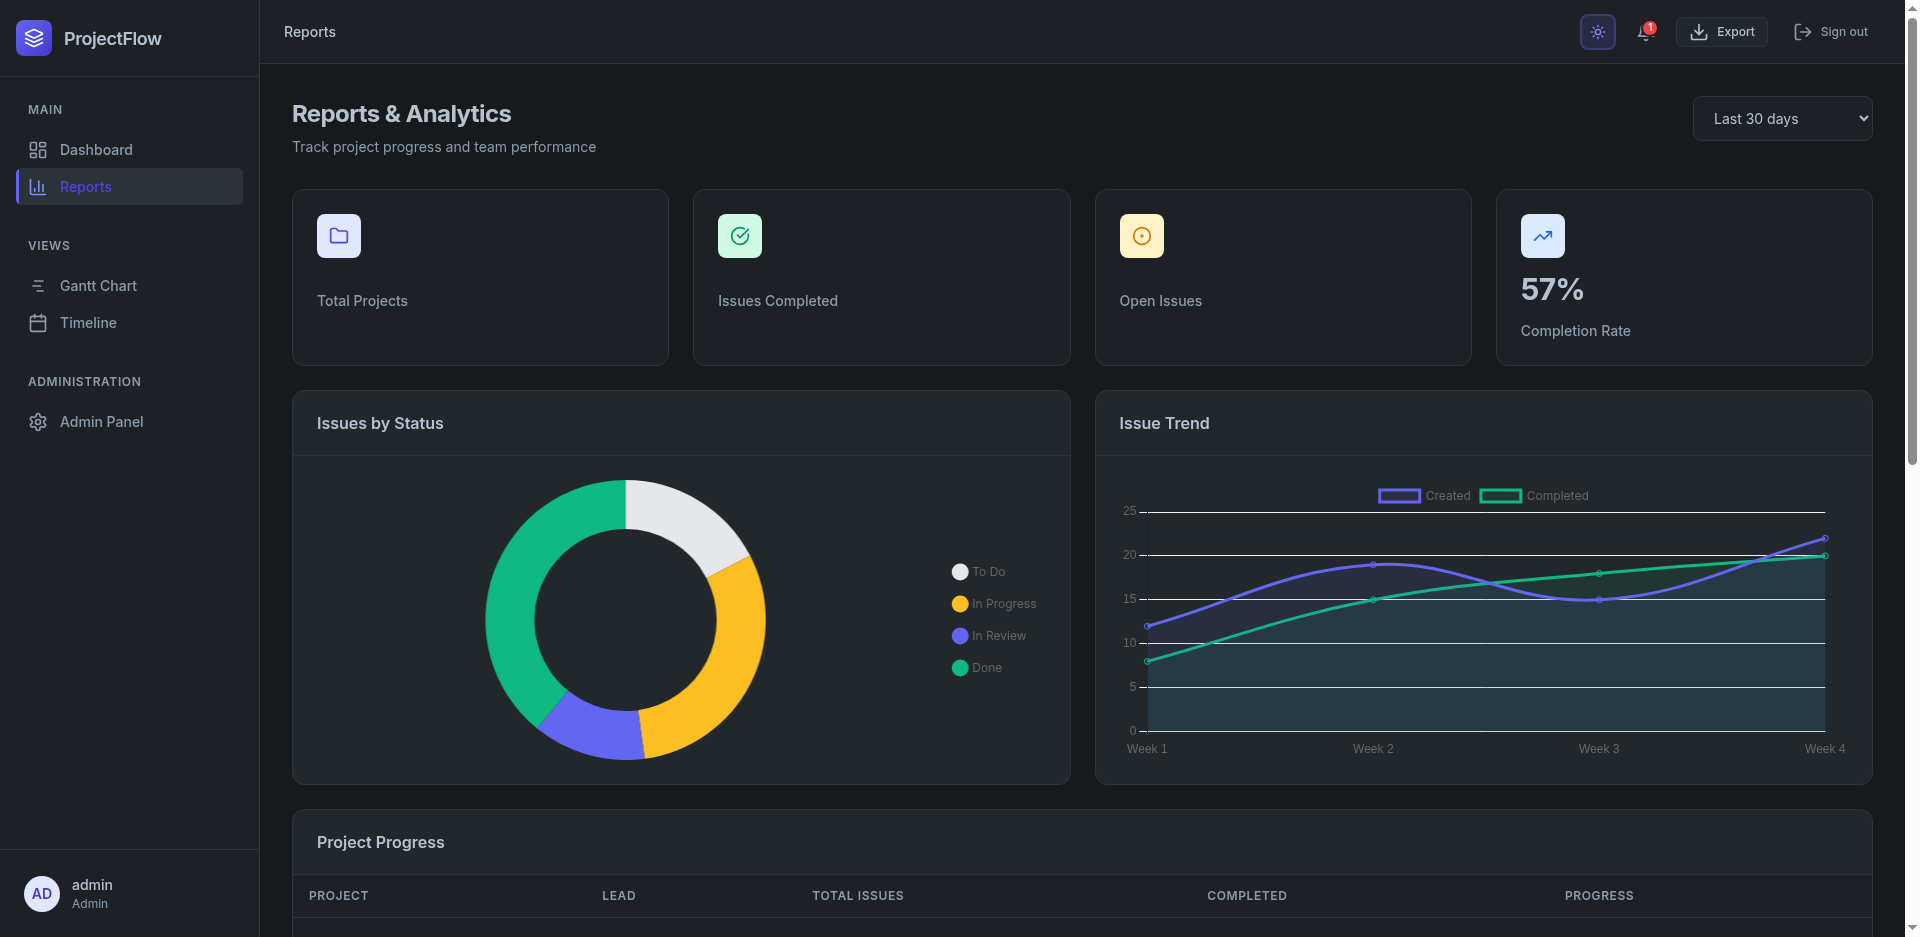 ProjectFlow
MAIN
Dashboard
Reports
VIEWS
Gantt Chart
Timeline
ADMINISTRATION
Admin Panel
AD
admin
Admin
Reports
1
Export
Sign out
Reports & Analytics
Track project progress and team performance
Last 30 days
Total Projects
Issues Completed
Open Issues
57%
Completion Rate
Issues by Status
To Do
In Progress
In Review
Done
Issue Trend
Created Completed
25
20
15
10
5
0
Week 1 Week 2 Week 3 Week 4
Project Progress
PROJECT LEAD TOTAL ISSUES COMPLETED PROGRESS